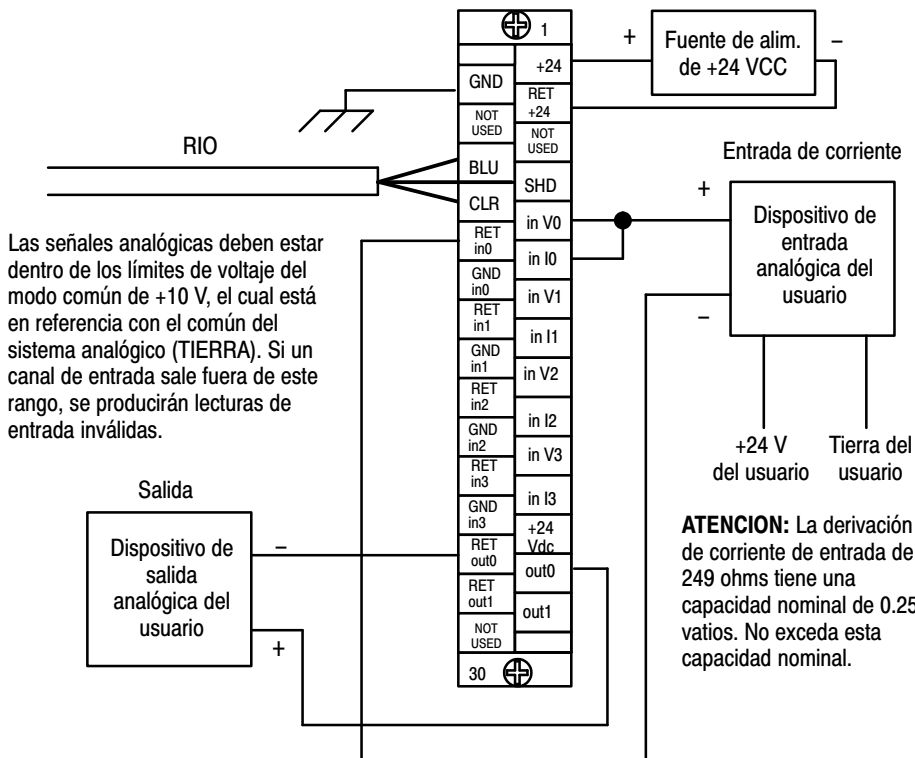 1
+
Fuente de alim.
de +24 VCC
−
GND
+24
RET
+24
NOT
USED
NOT
USED
RIO
BLU
SHD
CLR
Entrada de corriente
+
Dispositivo de
entrada
analógica del
usuario
−
+24 V
del usuario
Tierra del
usuario
Las señales analógicas deben estar
dentro de los límites de voltaje del
modo común de +10 V, el cual está
en referencia con el común del
sistema analógico (TIERRA). Si un
canal de entrada sale fuera de este
rango, se producirán lecturas de
entrada inválidas.
RET
in0
in V0
GND
in0
in I0
RET
in1
in V1
GND
in1
in I1
RET
in2
in V2
GND
in2
in I2
RET
in3
in V3
GND
in3
in I3
RET
out0
+24
Vdc
RET
out1
out0
NOT
USED
out1
30
Salida
Dispositivo de
salida
analógica del
usuario
−
+
ATENCION: La derivación
de corriente de entrada de
249 ohms tiene una
capacidad nominal de 0.25
vatios. No exceda esta
capacidad nominal.